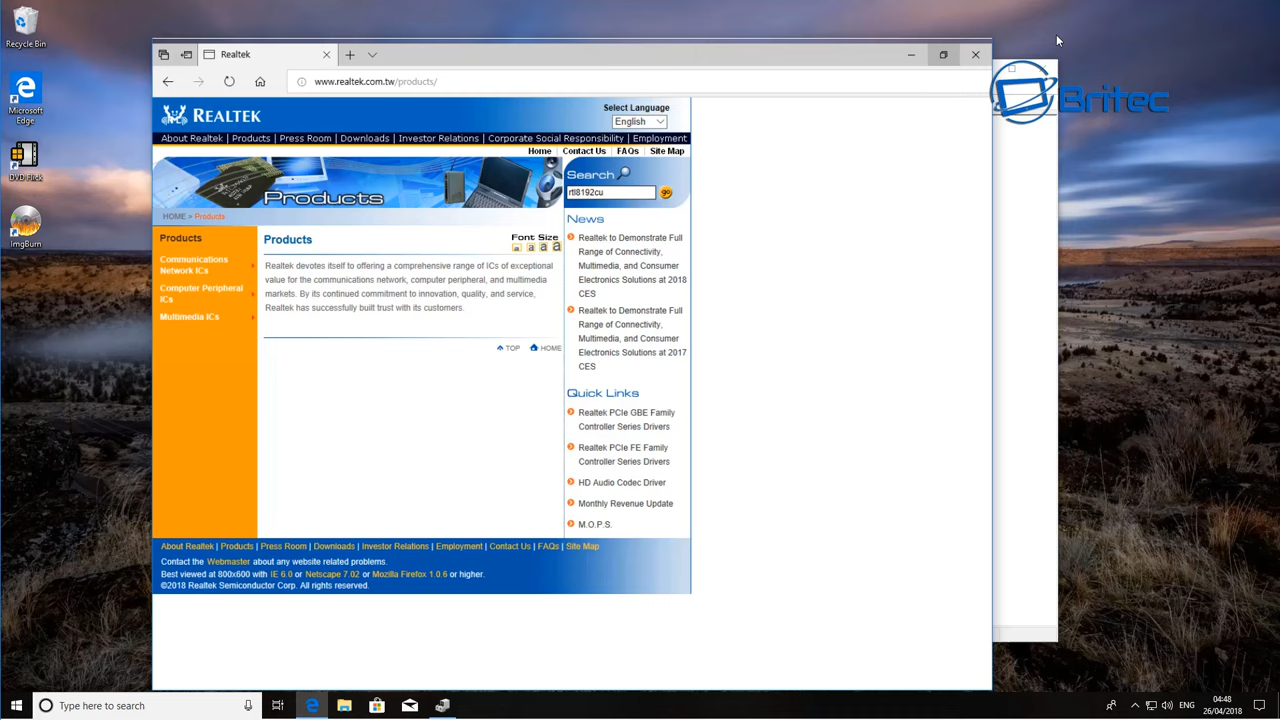 Recycle Bin
Microsoft
Edge
DVD Flick
ImgBurn
Realtek
www.realtek.com.tw/products/
Britec
REALTEK
Select Language
English
About Realtek | Products | Press Room | Downloads | Investor Relations | Corporate Social Responsibility | Employment
Home Contact Us FAQs Site Map
Products
Search
rtl8192cu
go
HOME > Products
Products
Communications
Network ICs
Computer Peripheral
ICs
Multimedia ICs
Products
Font Size
a a a a
Realtek devotes itself to offering a comprehensive range of ICs of exceptional
value for the communications network, computer peripheral, and multimedia
markets. By its continued commitment to innovation, quality, and service,
Realtek has successfully built trust with its customers.
TOP HOME
News
Realtek to Demonstrate Full
Range of Connectivity,
Multimedia, and Consumer
Electronics Solutions at 2018
CES
Realtek to Demonstrate Full
Range of Connectivity,
Multimedia, and Consumer
Electronics Solutions at 2017
CES
Quick Links
Realtek PCIe GBE Family
Controller Series Drivers
Realtek PCIe FE Family
Controller Series Drivers
HD Audio Codec Driver
Monthly Revenue Update
M.O.P.S.
About Realtek | Products | Press Room | Downloads | Investor Relations | Employment | Contact Us | FAQs | Site Map
Contact the Webmaster about any website related problems.
Best viewed at 800x600 with IE 6.0 or Netscape 7.02 or Mozilla Firefox 1.0.6 or higher.
©2018 Realtek Semiconductor Corp. All rights reserved.
Type here to search
ENG
04:48
26/04/2018